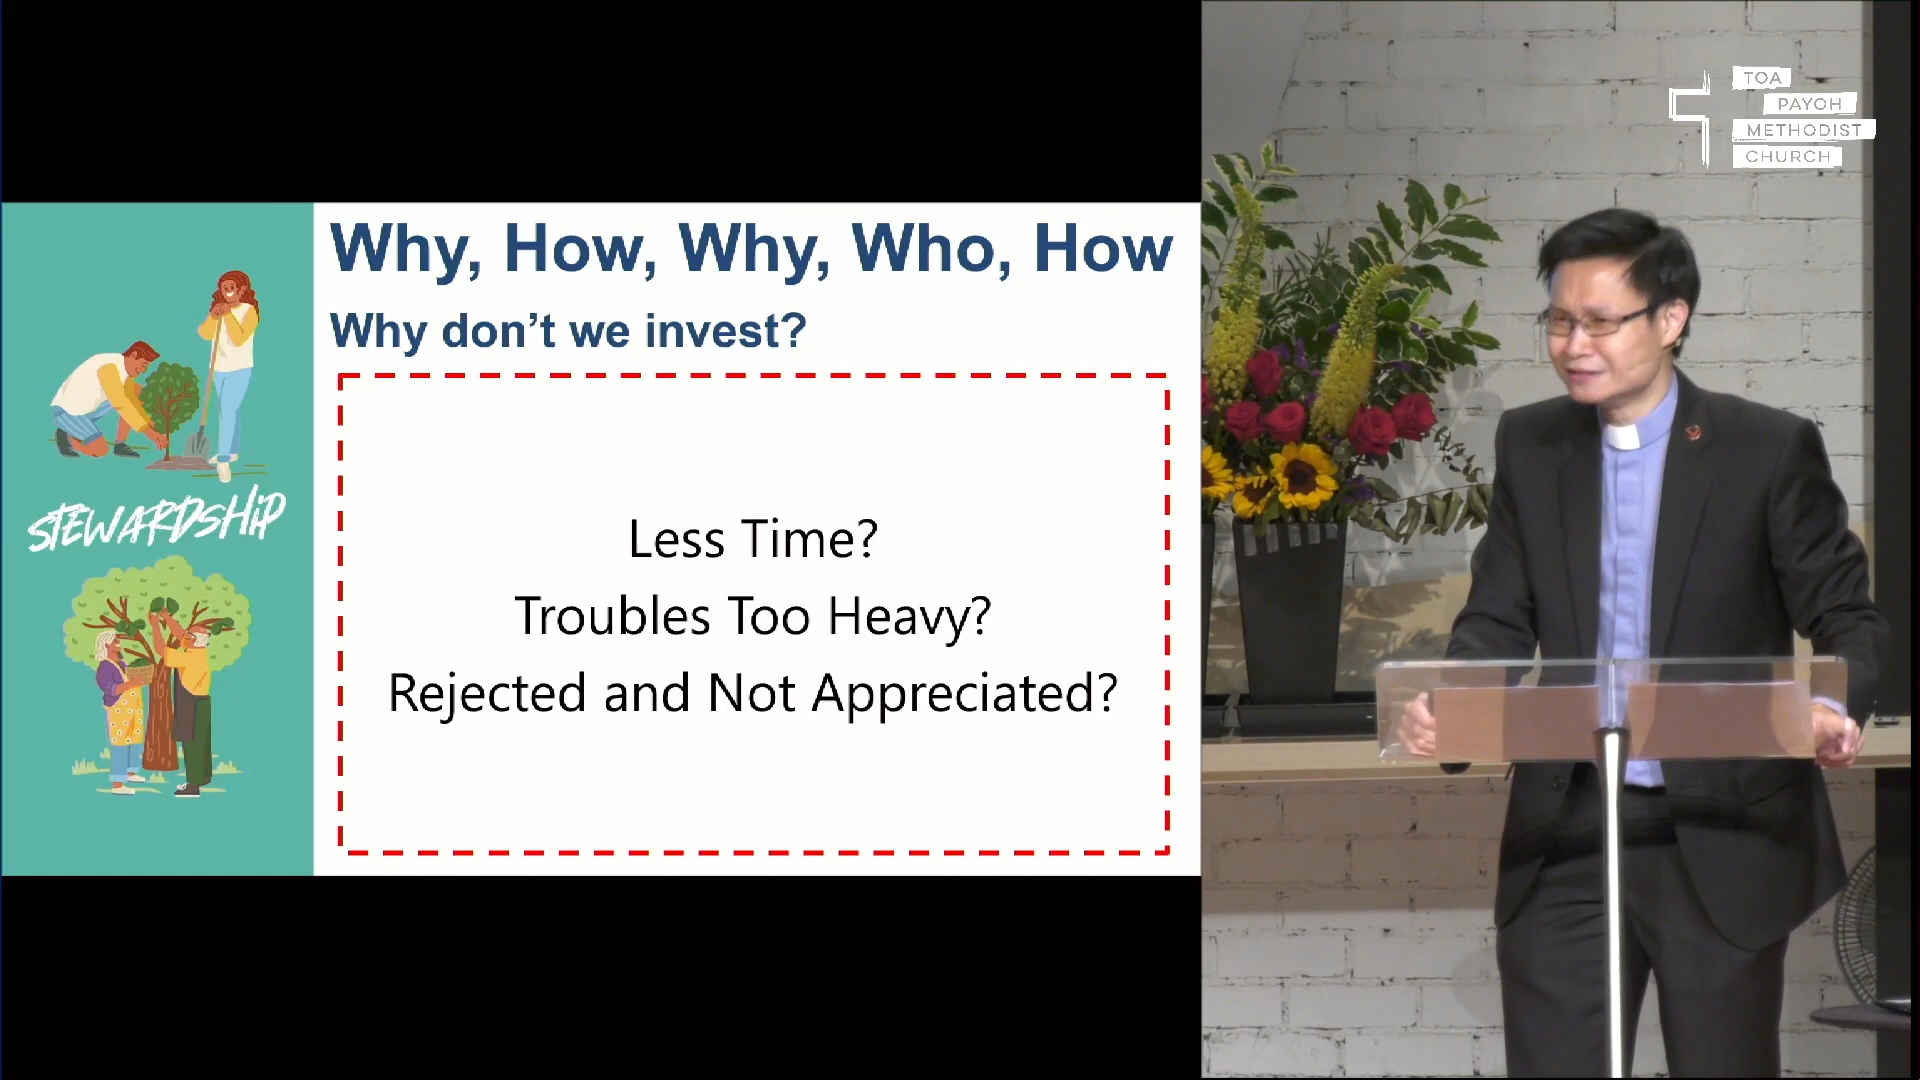 Why, How, Why, Who, How
Why don't we invest?
Less Time?
Troubles Too Heavy?
Rejected and Not Appreciated?
STEWARDSHIP
TOA
PAYOH
METHODIST
CHURCH